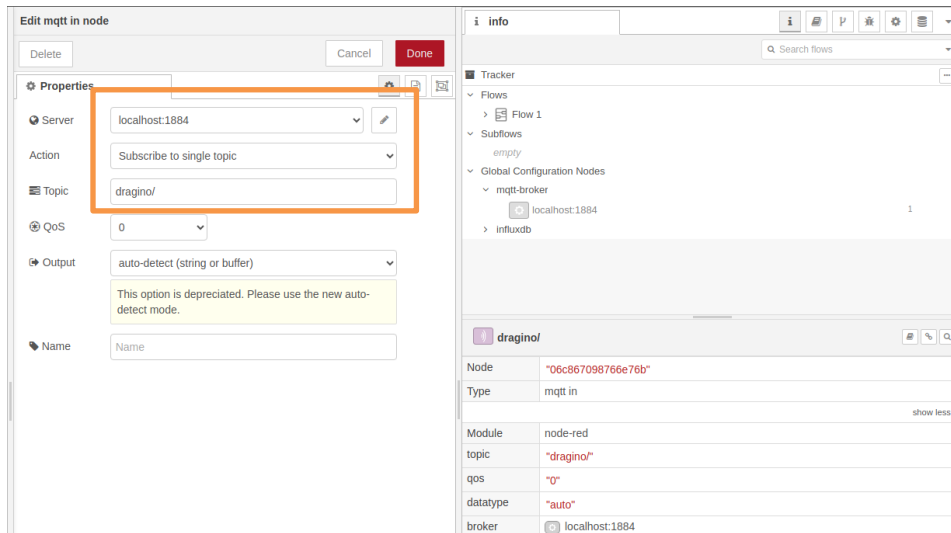 Edit mqtt in node
Delete
Cancel
Done
Properties
Server
localhost:1884
Action
Subscribe to single topic
Topic
dragino/
QoS
0
Output
auto-detect (string or buffer)
This option is depreciated. Please use the new auto-
detect mode.
Name
Name
i info
Search flows
Tracker
Flows
Flow 1
Subflows
empty
Global Configuration Nodes
mqtt-broker
localhost:1884
1
influxdb
dragino/
Node
"06c867098766e76b"
Type
mqtt in
show less
Module
node-red
topic
"dragino/"
qos
"0"
datatype
"auto"
broker
localhost:1884